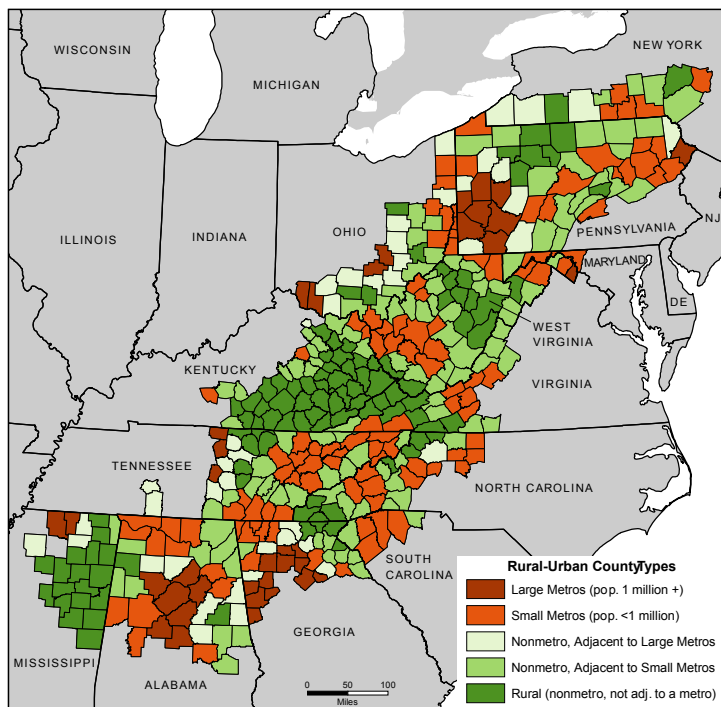 WISCONSIN
NEW YORK
MICHIGAN
PENNSYLVANIA
NJ
OHIO
ILLINOIS
INDIANA
MARYLAND
DE
WEST
VIRGINIA
KENTUCKY
VIRGINIA
TENNESSEE
NORTH CAROLINA
SOUTH
CAROLINA
GEORGIA
MISSISSIPPI
ALABAMA
0 50 100
Miles
Rural-Urban CountyTypes
Large Metros (pop. 1 million +)
Small Metros (pop. <1 million)
Nonmetro, Adjacent to Large Metros
Nonmetro, Adjacent to Small Metros
Rural (nonmetro, not adj. to a metro)